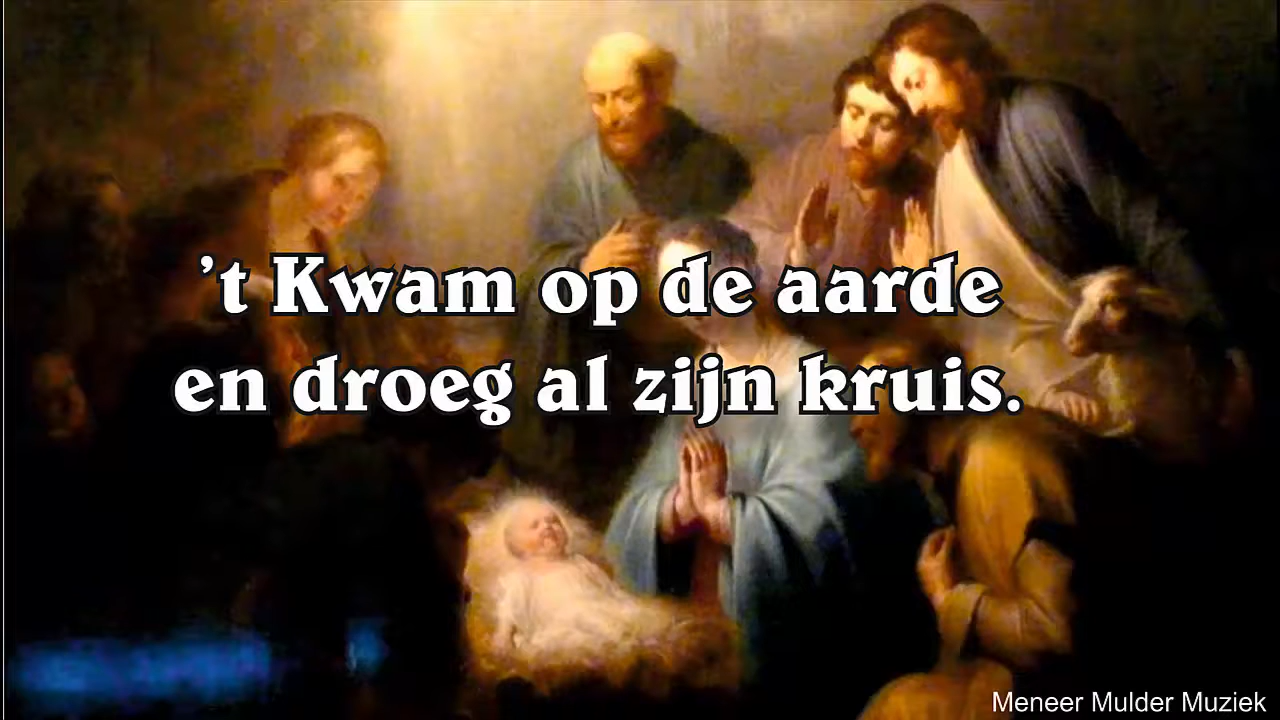 ’t Kwam op de aarde
en droeg al zijn kruis.
Meneer Mulder Muziek